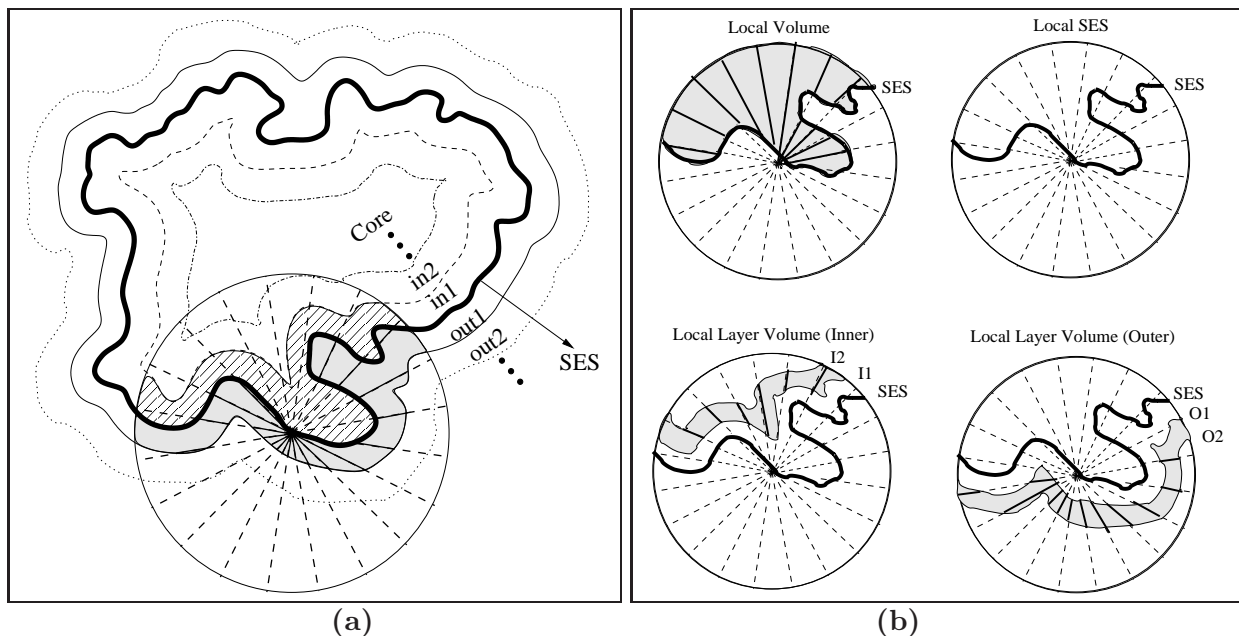 Core
in2
in1
out1
out2
SES
(a)
Local Volume
SES
Local SES
SES
Local Layer Volume (Inner)
I2
I1
SES
Local Layer Volume (Outer)
SES
O1
O2
(b)